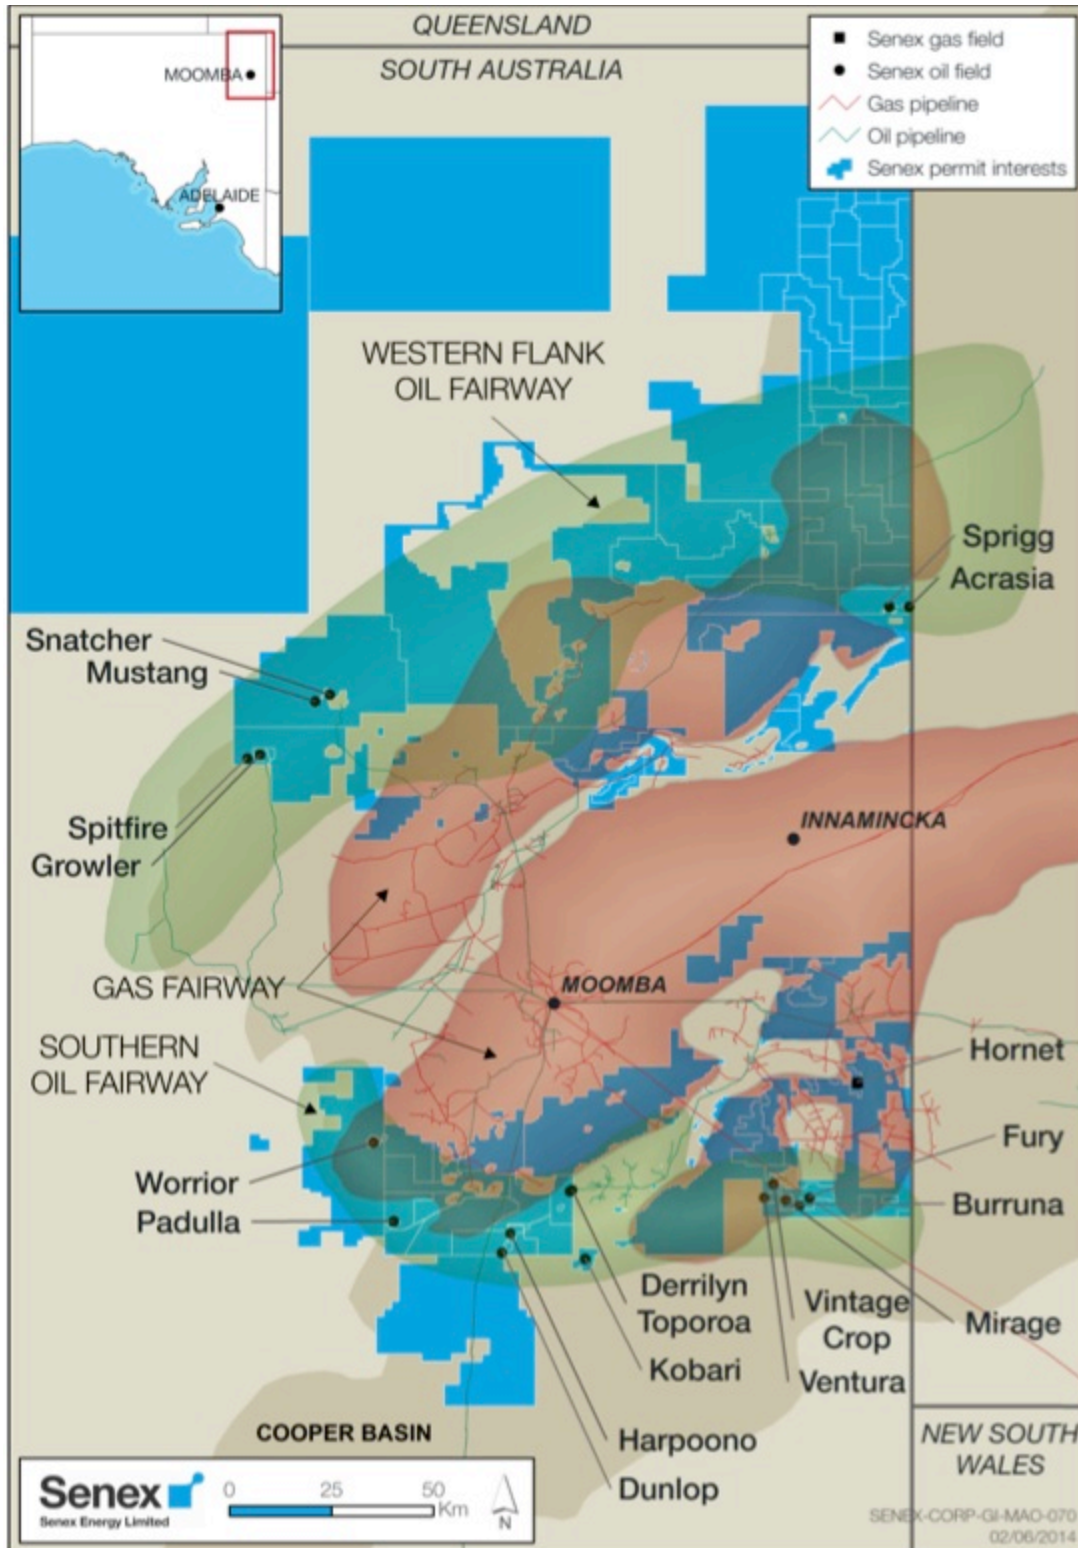 QUEENSLAND
SOUTH AUSTRALIA
MOOMBA
ADELAIDE
Senex gas field
Senex oil field
Gas pipeline
Oil pipeline
Senex permit interests
WESTERN FLANK
OIL FAIRWAY
Sprigg
Acrasia
Snatcher
Mustang
Spitfire
Growler
INNAMINCKA
GAS FAIRWAY
MOOMBA
SOUTHERN
OIL FAIRWAY
Hornet
Fury
Worrior
Padulla
Burruna
Derrilyn
Toporoa
Kobari
Vintage
Crop
Mirage
Ventura
Harpoono
Dunlop
COOPER BASIN
NEW SOUTH
WALES
Senex
Senex Energy Limited
0 25 50
Km
N
SENEX-CORP-GI-MAO-070
02/06/2014